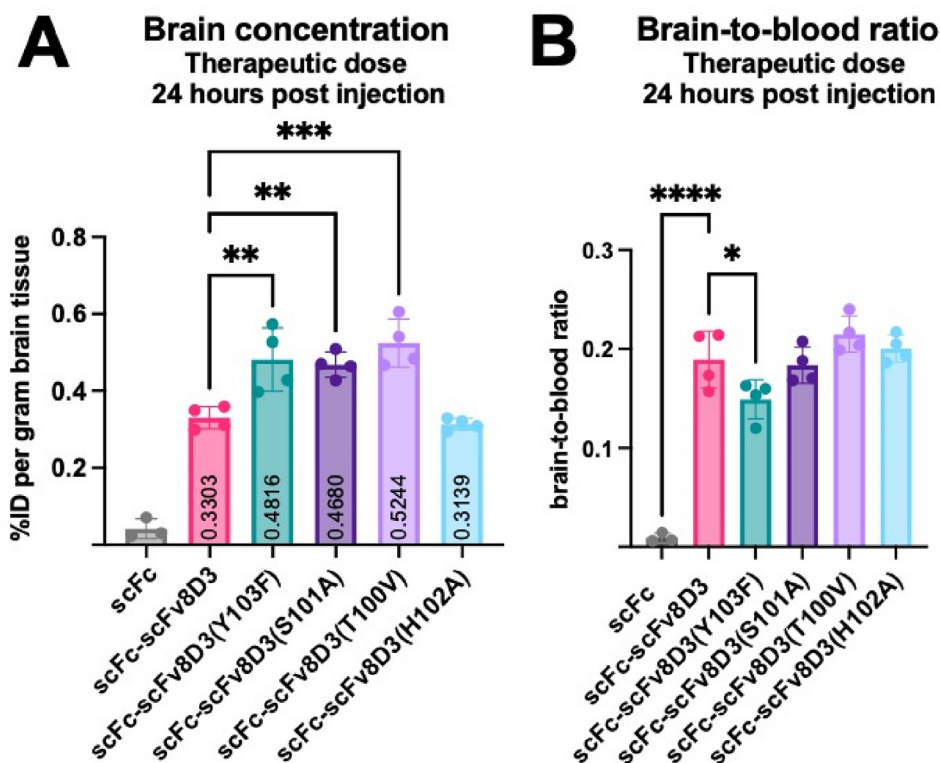 A
Brain concentration
Therapeutic dose
24 hours post injection
***
**
**
%ID per gram brain tissue
0.8
0.6
0.4
0.2
0.3303
0.4816
0.4680
0.5244
0.3139
scFc
scFc-scFv8D3
scFc-scFv8D3(Y103F)
scFc-scFv8D3(S101A)
scFc-scFv8D3(T100V)
scFc-scFv8D3(H102A)
B
Brain-to-blood ratio
Therapeutic dose
24 hours post injection
****
*
brain-to-blood ratio
0.3
0.2
0.1
scFc
scFc-scFv8D3
scFc-scFv8D3(Y103F)
scFc-scFv8D3(S101A)
scFc-scFv8D3(T100V)
scFc-scFv8D3(H102A)